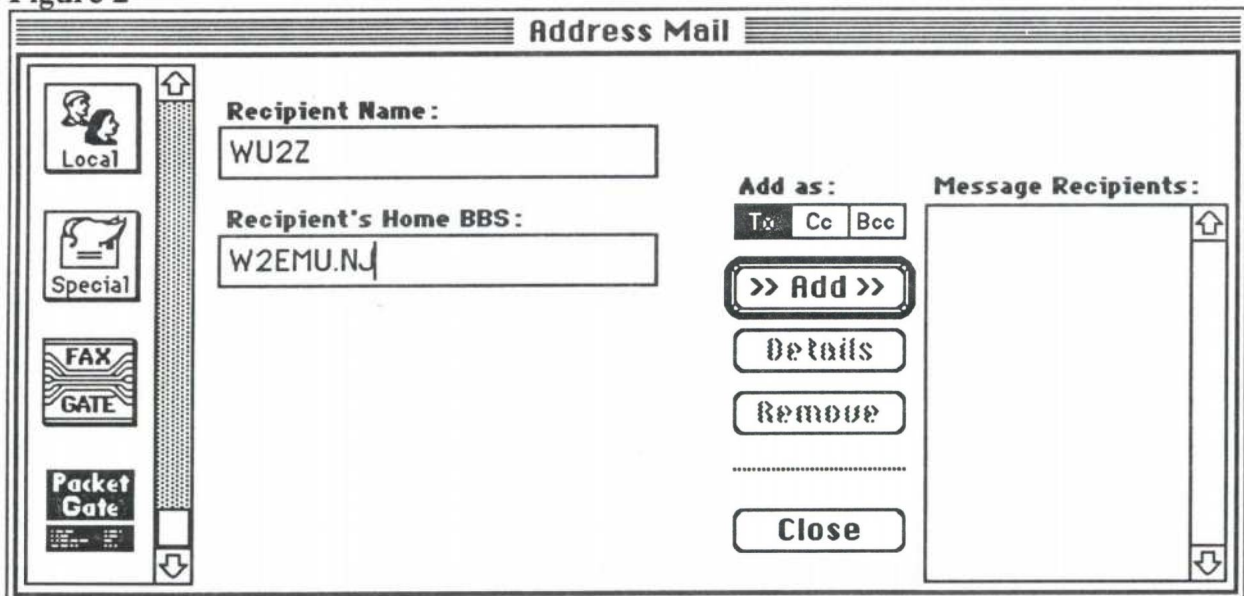 Address Mail
Local
Special
FAX
GATE
Packet
Gate
Recipient Name:
WU2Z
Recipient's Home BBS:
W2EMU.NJ
Add as:
To Cc Bcc
>> Add >>
Details
Remove
Close
Message Recipients: